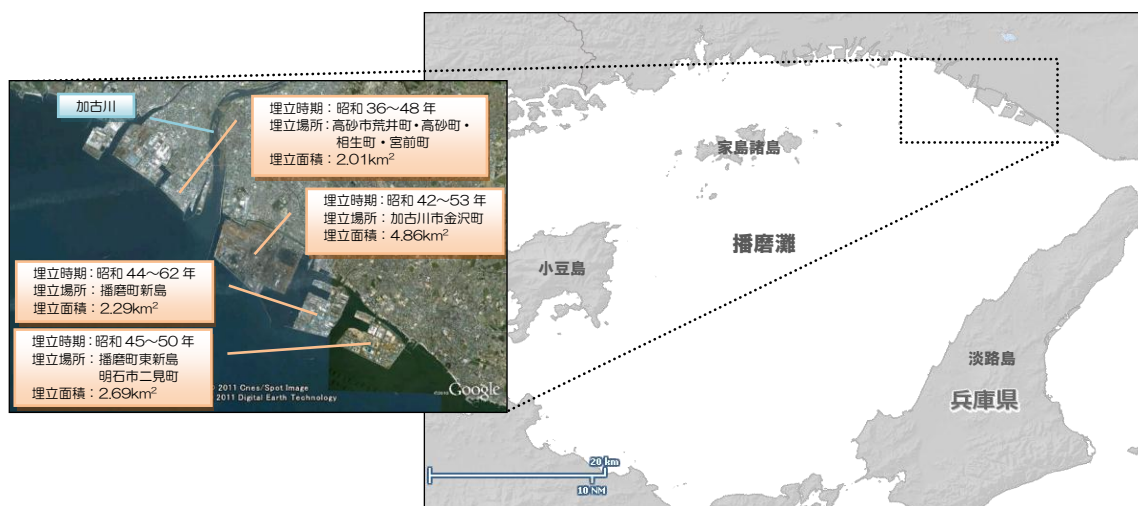 加古川
埋立時期：昭和 36～48 年
埋立場所：高砂市荒井町・高砂町・
相生町・宮前町
埋立面積：2.01km²
埋立時期：昭和 42～53 年
埋立場所：加古川市金沢町
埋立面積：4.86km²
埋立時期：昭和 44～62 年
埋立場所：播磨町新島
埋立面積：2.29km²
埋立時期：昭和 45～50 年
埋立場所：播磨町東新島
明石市二見町
埋立面積：2.69km²
© 2011 Cnes/Spot Image
2011 Digital Earth Technology
Google
家島諸島
播磨灘
小豆島
淡路島
兵庫県
20 km
10 NM